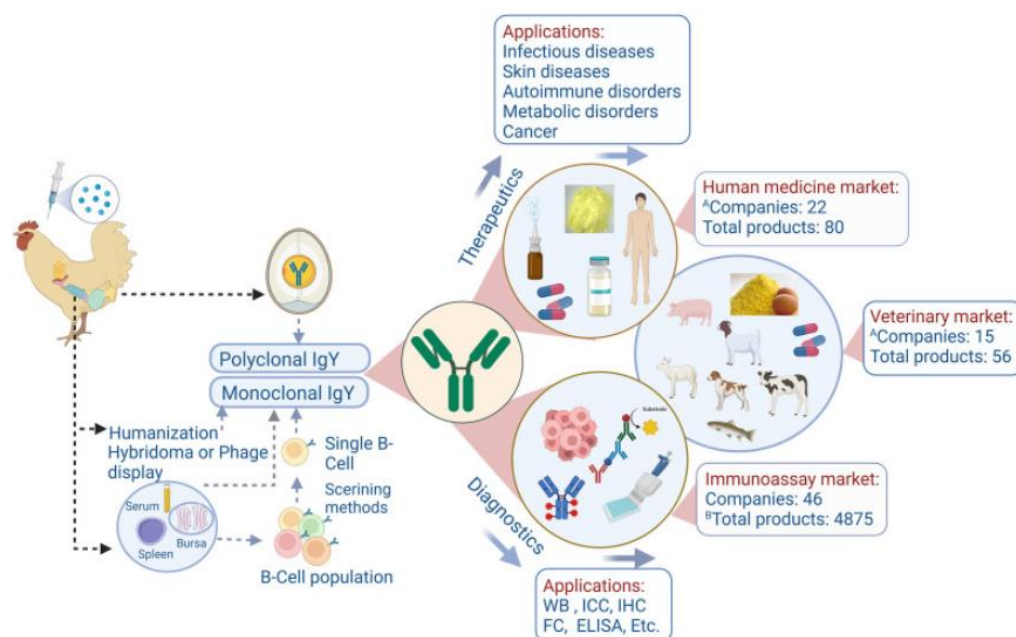 Applications:
Infectious diseases
Skin diseases
Autoimmune disorders
Metabolic disorders
Cancer
Therapeutics
Human medicine market:
ᴬCompanies: 22
Total products: 80
Veterinary market:
ᴬCompanies: 15
Total products: 56
Polyclonal IgY
Monoclonal IgY
Humanization
Hybridoma or Phage
display
Single B-
Cell
Scerining
methods
Serum
Bursa
Spleen
B-Cell population
Substrate
Diagnostics
Immunoassay market:
Companies: 46
ᴮTotal products: 4875
Applications:
WB , ICC, IHC
FC, ELISA, Etc.